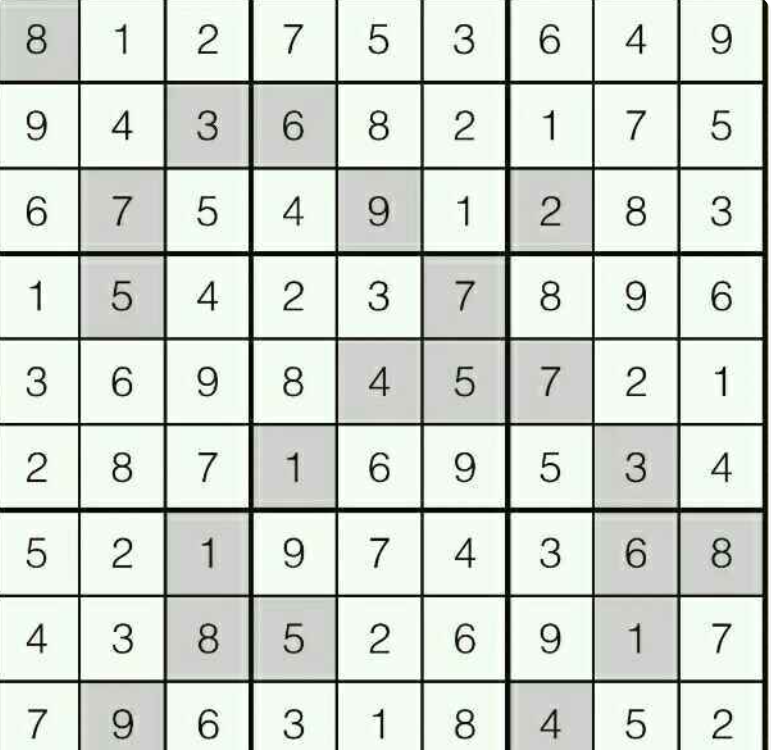 8 1 2 7 5 3 6 4 9
9 4 3 6 8 2 1 7 5
6 7 5 4 9 1 2 8 3
1 5 4 2 3 7 8 9 6
3 6 9 8 4 5 7 2 1
2 8 7 1 6 9 5 3 4
5 2 1 9 7 4 3 6 8
4 3 8 5 2 6 9 1 7
7 9 6 3 1 8 4 5 2